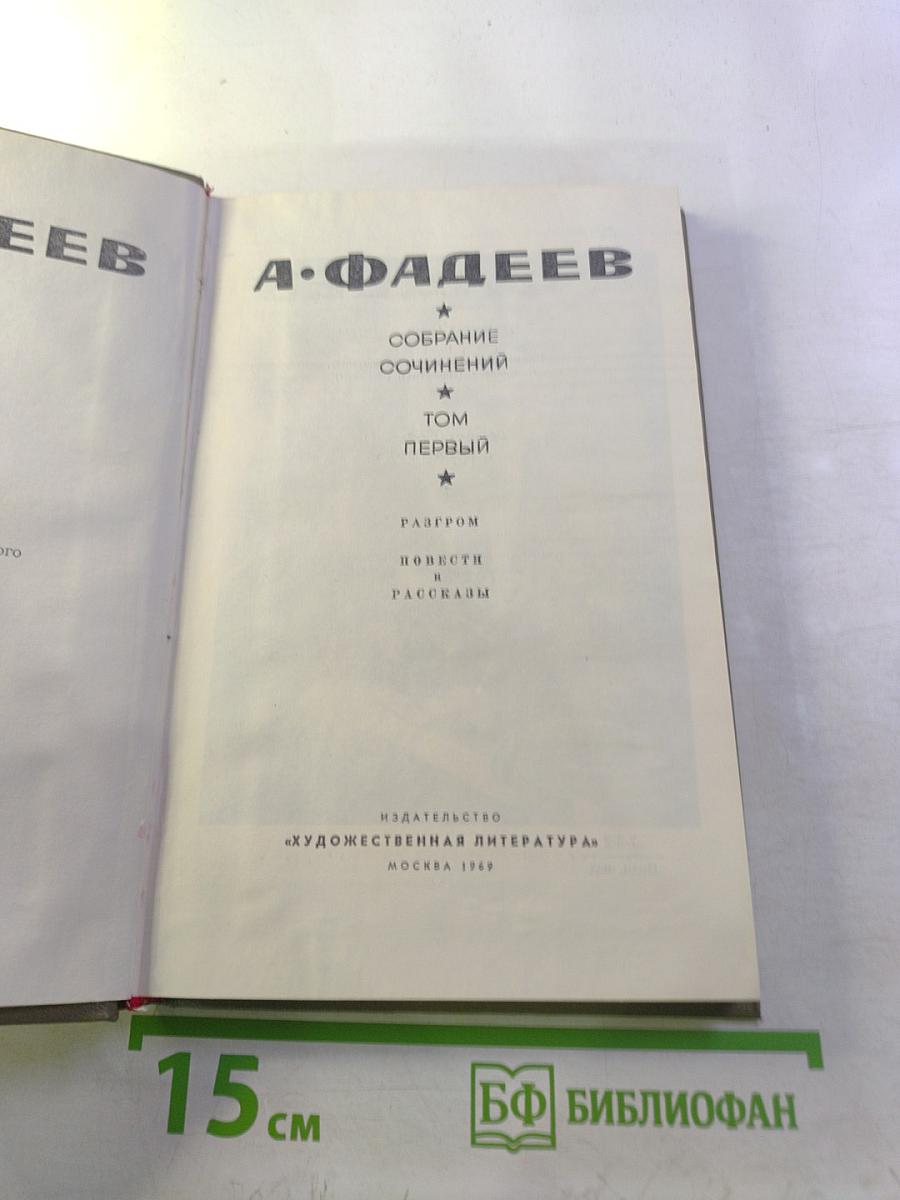 ЕЕВ
ого
А·ФАДЕЕВ
СОБРАНИЕ
СОЧИНЕНИЙ
ТОМ
ПЕРВЫЙ
РАЗГРОМ
ПОВЕСТИ
и
РАССКАЗЫ
ИЗДАТЕЛЬСТВО
«ХУДОЖЕСТВЕННАЯ ЛИТЕРАТУРА»
МОСКВА 1969
15 см
БФ БИБЛИОФАН